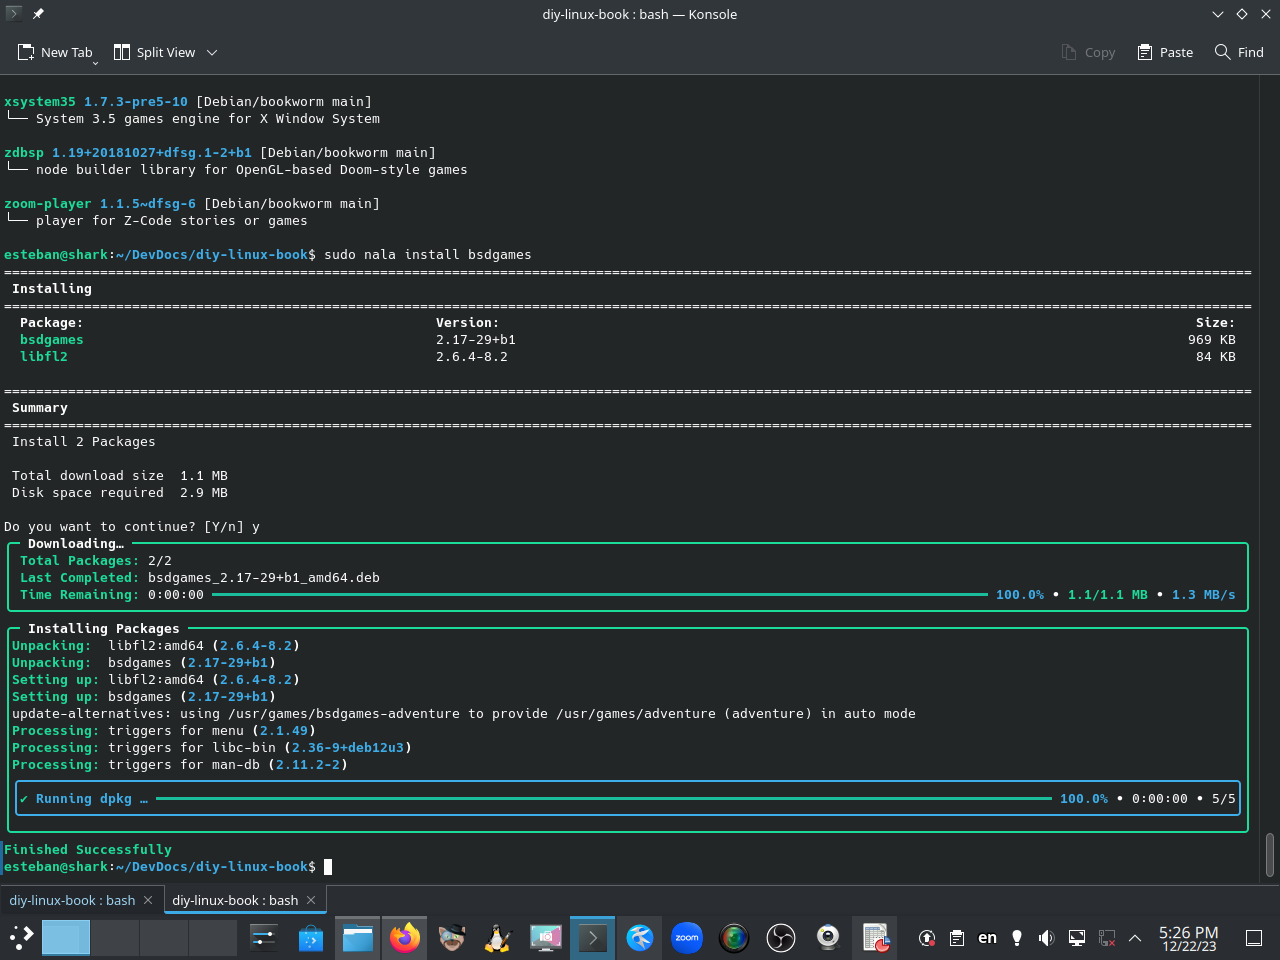 diy-linux-book : bash — Konsole
New Tab Split View Copy Paste Find
xsystem35 1.7.3-pre5-10 [Debian/bookworm main]
└── System 3.5 games engine for X Window System
zdbsp 1.19+20181027+dfsg.1-2+b1 [Debian/bookworm main]
└── node builder library for OpenGL-based Doom-style games
zoom-player 1.1.5~dfsg-6 [Debian/bookworm main]
└── player for Z-Code stories or games
esteban@shark:~/DevDocs/diy-linux-book$ sudo nala install bsdgames
Installing
Package: Version: Size:
bsdgames 2.17-29+b1 969 KB
libfl2 2.6.4-8.2 84 KB
Summary
Install 2 Packages
Total download size 1.1 MB
Disk space required 2.9 MB
Do you want to continue? [Y/n] y
Downloading…
Total Packages: 2/2
Last Completed: bsdgames_2.17-29+b1_amd64.deb
Time Remaining: 0:00:00 100.0% • 1.1/1.1 MB • 1.3 MB/s
Installing Packages
Unpacking: libfl2:amd64 (2.6.4-8.2)
Unpacking: bsdgames (2.17-29+b1)
Setting up: libfl2:amd64 (2.6.4-8.2)
Setting up: bsdgames (2.17-29+b1)
update-alternatives: using /usr/games/bsdgames-adventure to provide /usr/games/adventure (adventure) in auto mode
Processing: triggers for menu (2.1.49)
Processing: triggers for libc-bin (2.36-9+deb12u3)
Processing: triggers for man-db (2.11.2-2)
✔ Running dpkg … 100.0% • 0:00:00 • 5/5
Finished Successfully
esteban@shark:~/DevDocs/diy-linux-book$
diy-linux-book : bash diy-linux-book : bash
zoom en 5:26 PM
12/22/23